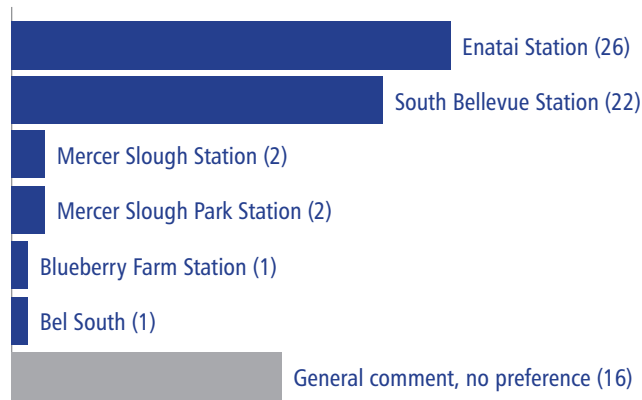 Enatai Station (26)
South Bellevue Station (22)
Mercer Slough Station (2)
Mercer Slough Park Station (2)
Blueberry Farm Station (1)
Bel South (1)
General comment, no preference (16)